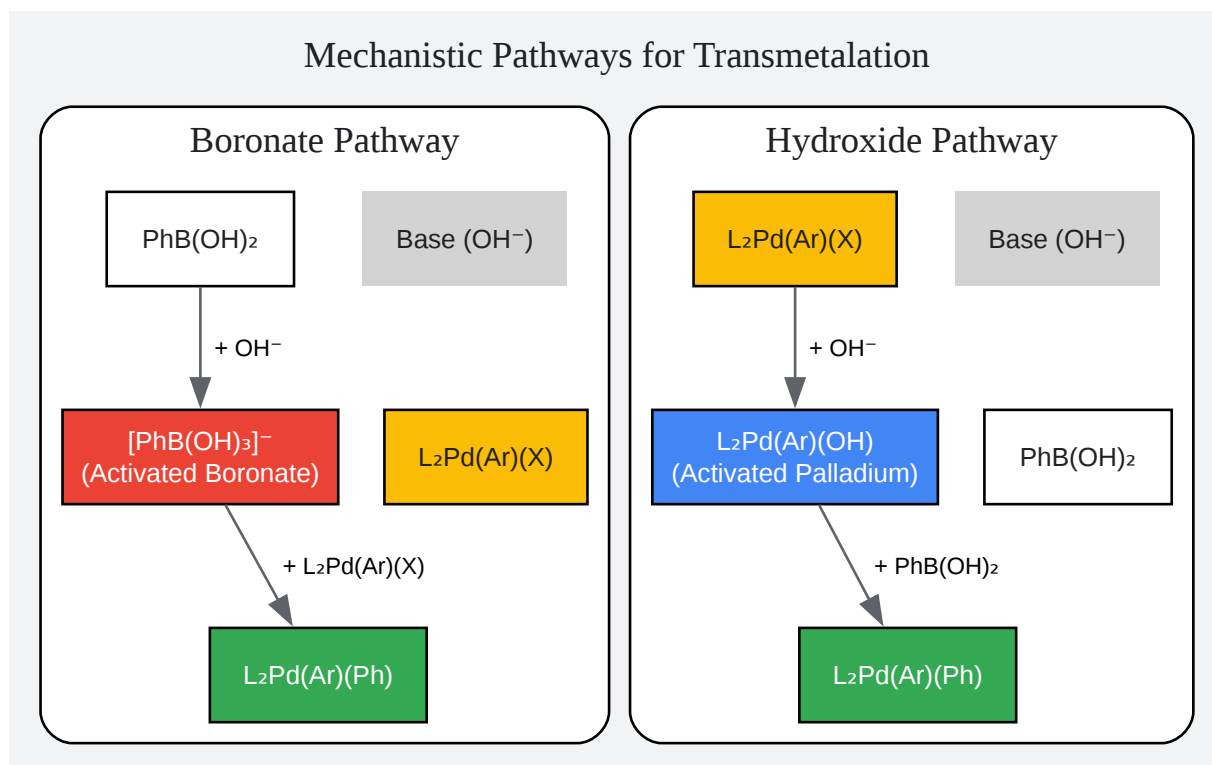 Mechanistic Pathways for Transmetalation
Boronate Pathway
PhB(OH)₂
Base (OH⁻)
+ OH⁻
[PhB(OH)₃]⁻
(Activated Boronate)
L₂Pd(Ar)(X)
+ L₂Pd(Ar)(X)
L₂Pd(Ar)(Ph)
Hydroxide Pathway
L₂Pd(Ar)(X)
Base (OH⁻)
+ OH⁻
L₂Pd(Ar)(OH)
(Activated Palladium)
PhB(OH)₂
+ PhB(OH)₂
L₂Pd(Ar)(Ph)